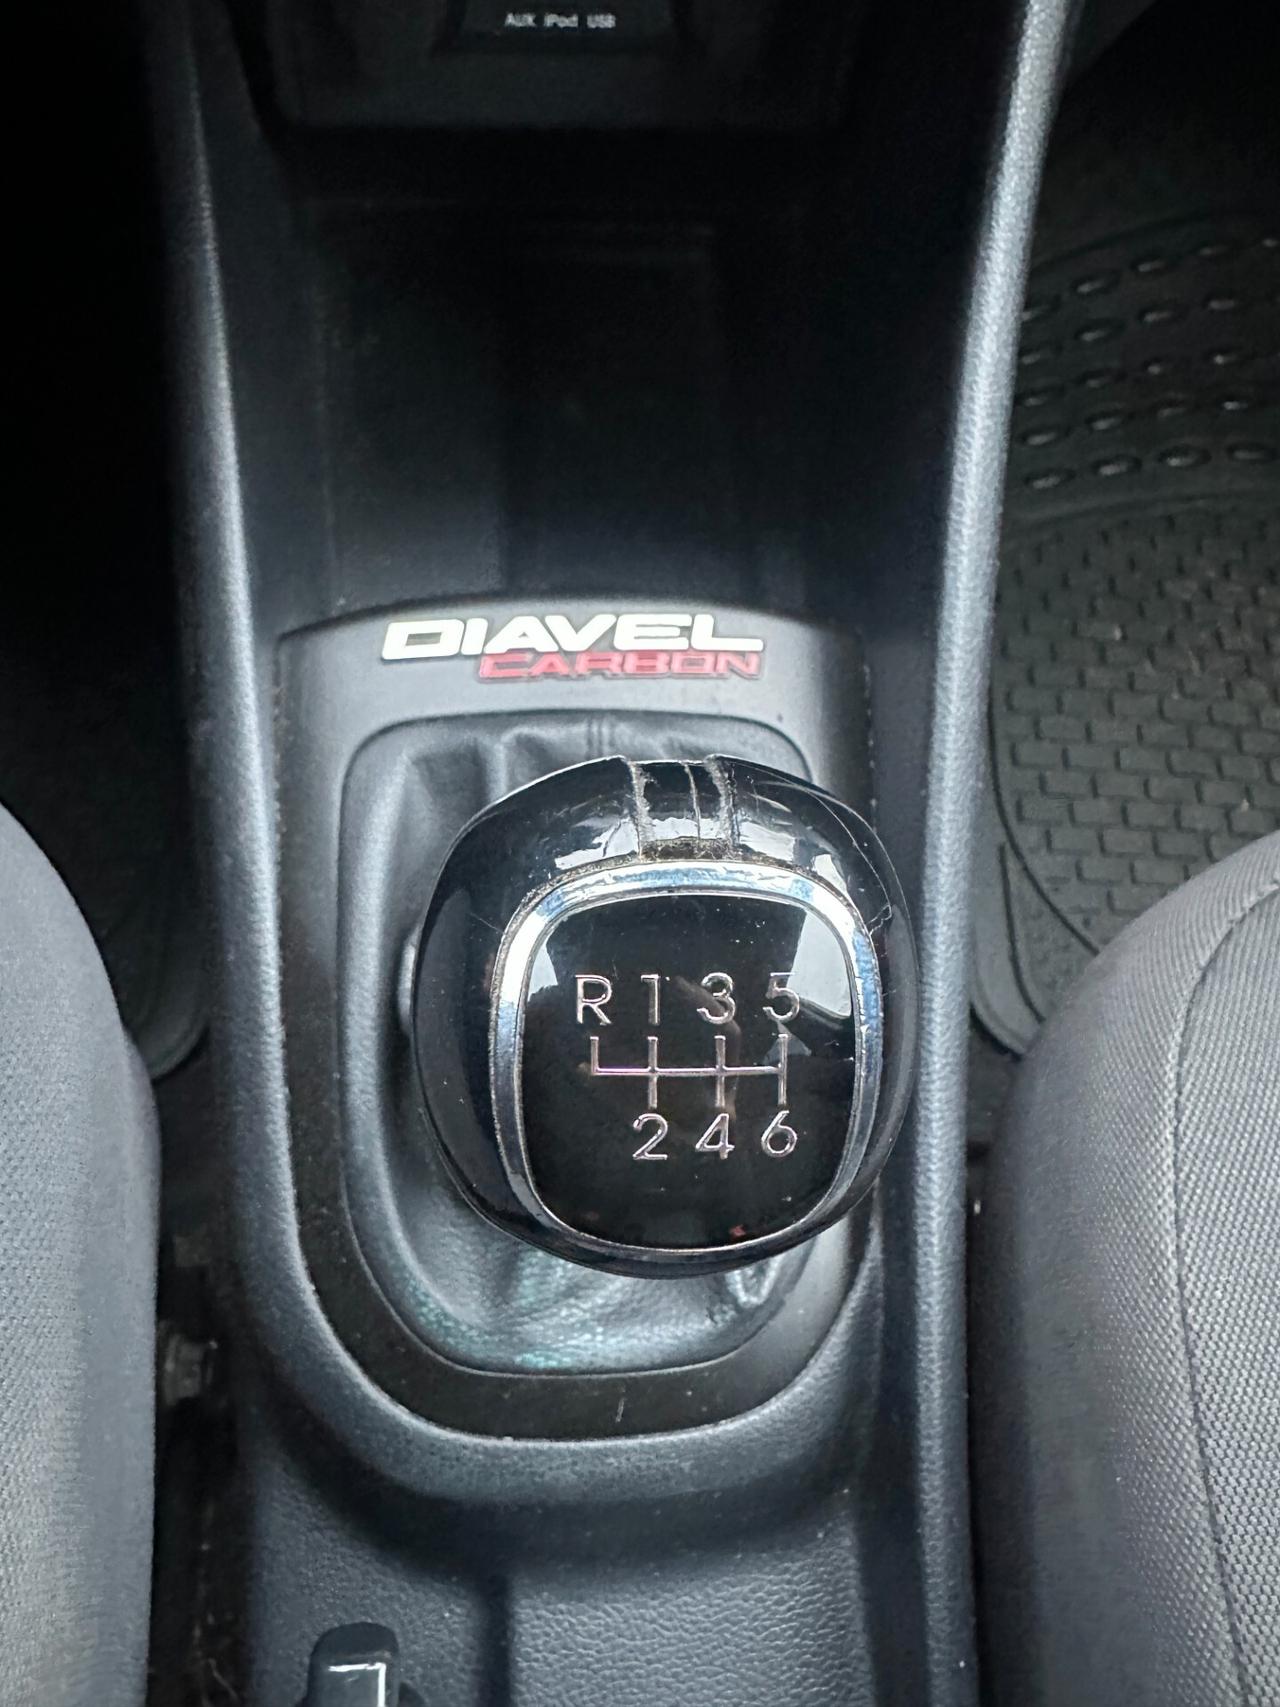 AUX iPod USB
DIAVEL
CARBON
R 1 3 5
2 4 6